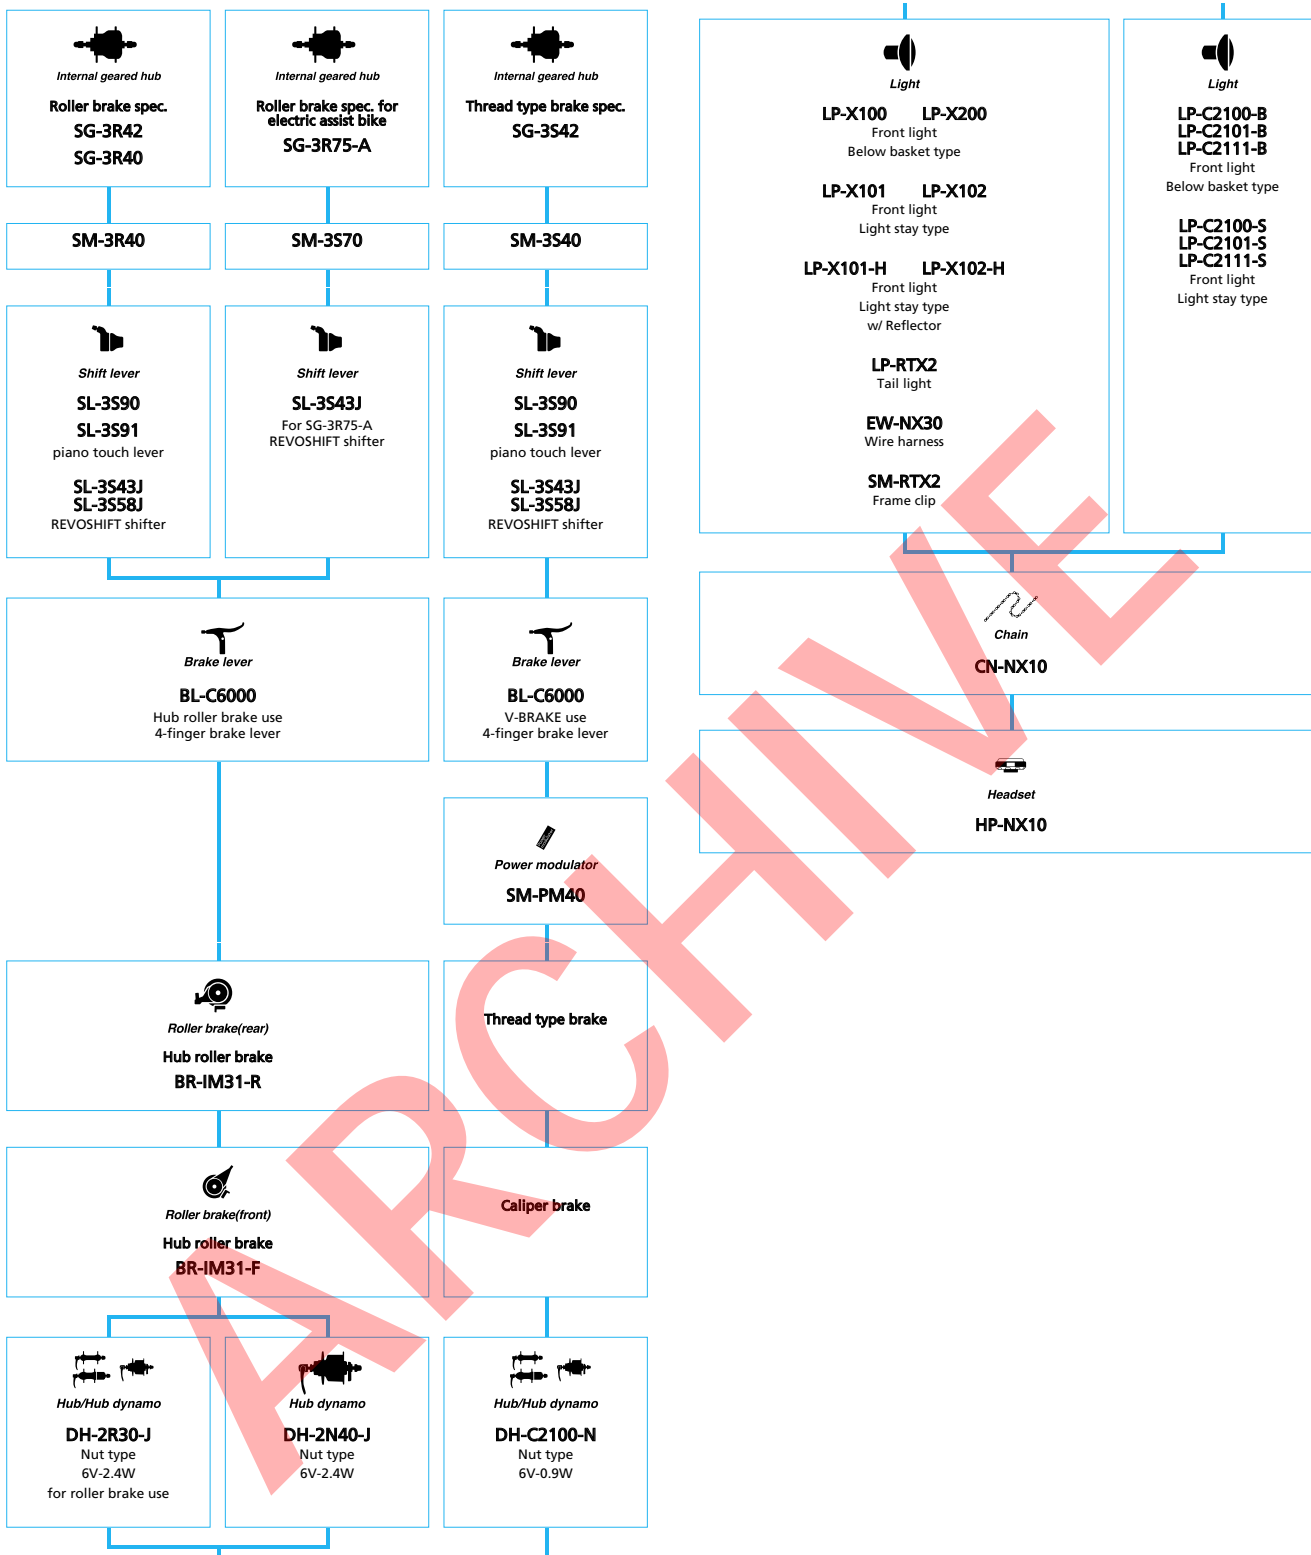 Internal geared hub
Roller brake spec.
SG-3R42
SG-3R40
Internal geared hub
Roller brake spec. for
electric assist bike
SG-3R75-A
Internal geared hub
Thread type brake spec.
SG-3S42
SM-3R40
SM-3S70
SM-3S40
Shift lever
SL-3S90
SL-3S91
piano touch lever
SL-3S43J
SL-3S58J
REVOSHIFT shifter
Shift lever
SL-3S43J
For SG-3R75-A
REVOSHIFT shifter
Shift lever
SL-3S90
SL-3S91
piano touch lever
SL-3S43J
SL-3S58J
REVOSHIFT shifter
Brake lever
BL-C6000
Hub roller brake use
4-finger brake lever
Brake lever
BL-C6000
V-BRAKE use
4-finger brake lever
Power modulator
SM-PM40
Roller brake(rear)
Hub roller brake
BR-IM31-R
Thread type brake
Roller brake(front)
Hub roller brake
BR-IM31-F
Caliper brake
Hub/Hub dynamo
DH-2R30-J
Nut type
6V-2.4W
for roller brake use
Hub dynamo
DH-2N40-J
Nut type
6V-2.4W
Hub/Hub dynamo
DH-C2100-N
Nut type
6V-0.9W
Light
LP-X100 LP-X200
Front light
Below basket type
LP-X101 LP-X102
Front light
Light stay type
LP-X101-H LP-X102-H
Front light
Light stay type
w/ Reflector
LP-RTX2
Tail light
EW-NX30
Wire harness
SM-RTX2
Frame clip
Light
LP-C2100-B
LP-C2101-B
LP-C2111-B
Front light
Below basket type
LP-C2100-S
LP-C2101-S
LP-C2111-S
Front light
Light stay type
Chain
CN-NX10
Headset
HP-NX10
ARCHIVE